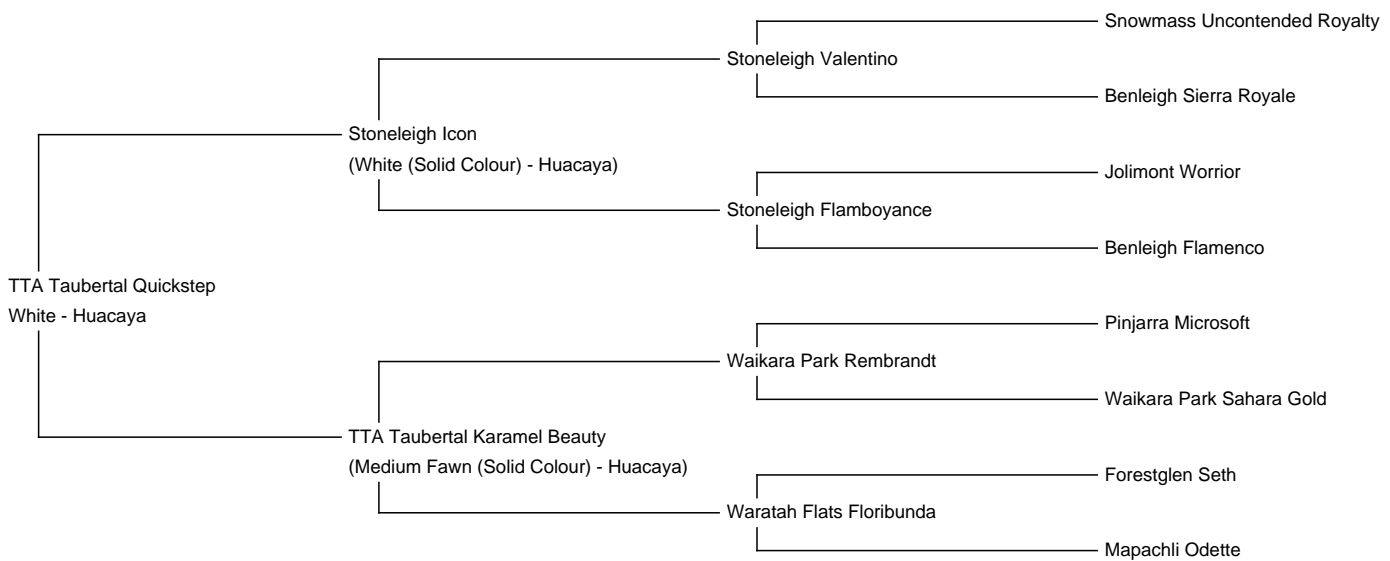 Snowmass Uncontended Royalty
Stoneleigh Valentino
Benleigh Sierra Royale
Stoneleigh Icon
(White (Solid Colour) - Huacaya)
Jolimont Worrior
Stoneleigh Flamboyance
Benleigh Flamenco
TTA Taubertal Quickstep
White - Huacaya
Pinjarra Microsoft
Waikara Park Rembrandt
Waikara Park Sahara Gold
TTA Taubertal Karamel Beauty
(Medium Fawn (Solid Colour) - Huacaya)
Forestglen Seth
Waratah Flats Floribunda
Mapachli Odette